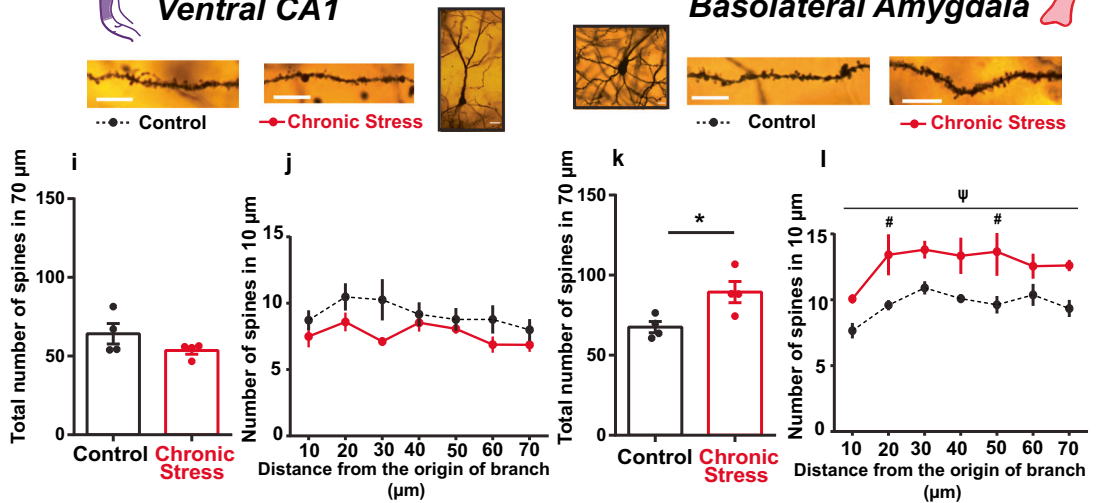 Ventral CA1
Basolateral Amygdala
Control
Chronic Stress
Control
Chronic Stress
i
Total number of spines in 70 µm
150
100
50
0
Control
Chronic
Stress
j
Number of spines in 10 µm
15
10
5
0
10 20 30 40 50 60 70
Distance from the origin of branch
(µm)
k
Total number of spines in 70 µm
150
100
50
0
*
Control
Chronic
Stress
l
Number of spines in 10 µm
15
10
5
0
ψ
# #
10 20 30 40 50 60 70
Distance from the origin of branch
(µm)